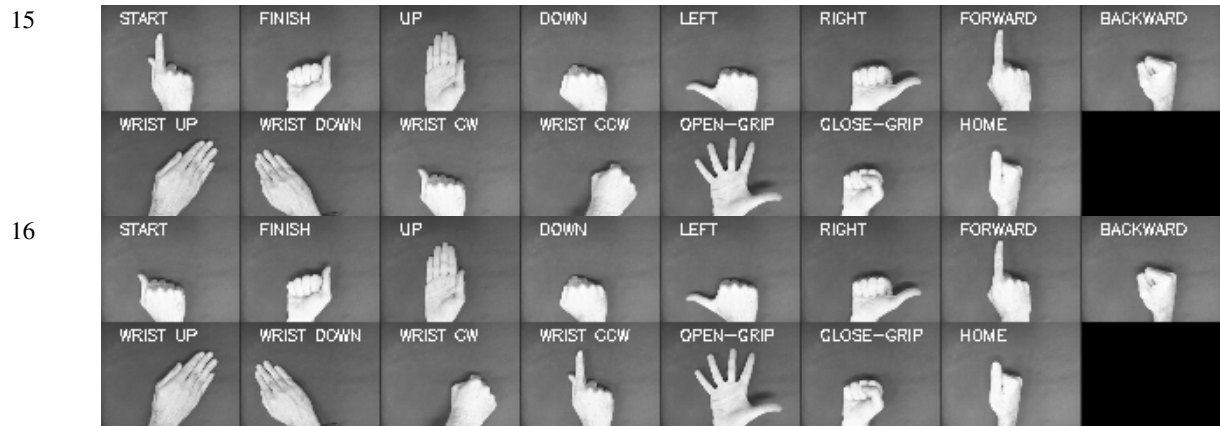 15 START FINISH UP DOWN LEFT RIGHT FORWARD BACKWARD
WRIST UP WRIST DOWN WRIST CW WRIST CCW OPEN-GRIP CLOSE-GRIP HOME
16 START FINISH UP DOWN LEFT RIGHT FORWARD BACKWARD
WRIST UP WRIST DOWN WRIST CW WRIST CCW OPEN-GRIP CLOSE-GRIP HOME